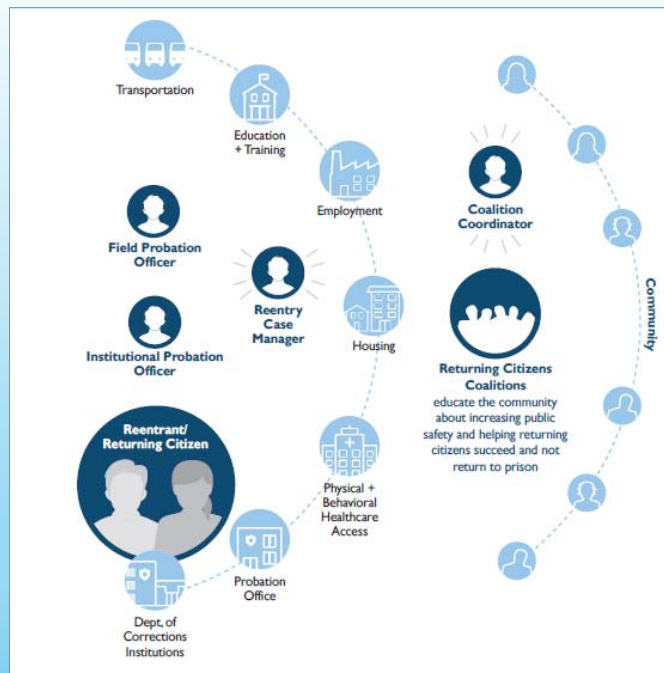 Transportation
Education
+ Training
Employment
Coalition
Coordinator
Field Probation
Officer
Reentry
Case
Manager
Housing
Institutional Probation
Officer
Community
Returning Citizens
Coalitions
educate the community
about increasing public
safety and helping returning
citizens succeed and not
return to prison
Reentrant/
Returning Citizen
Physical +
Behavioral
Healthcare
Access
Probation
Office
Dept, of
Corrections
Institutions